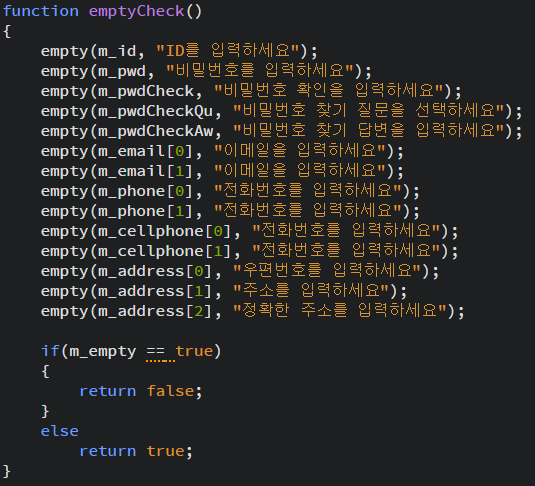 function emptyCheck()
{
    empty(m_id, "ID를 입력하세요");
    empty(m_pwd, "비밀번호를 입력하세요");
    empty(m_pwdCheck, "비밀번호 확인을 입력하세요");
    empty(m_pwdCheckQu, "비밀번호 찾기 질문을 선택하세요");
    empty(m_pwdCheckAw, "비밀번호 찾기 답변을 입력하세요");
    empty(m_email[0], "이메일을 입력하세요");
    empty(m_email[1], "이메일을 입력하세요");
    empty(m_phone[0], "전화번호를 입력하세요");
    empty(m_phone[1], "전화번호를 입력하세요");
    empty(m_cellphone[0], "전화번호를 입력하세요");
    empty(m_cellphone[1], "전화번호를 입력하세요");
    empty(m_address[0], "우편번호를 입력하세요");
    empty(m_address[1], "주소를 입력하세요");
    empty(m_address[2], "정확한 주소를 입력하세요");

    if(m_empty == true)
    {
        return false;
    }
    else
        return true;
}